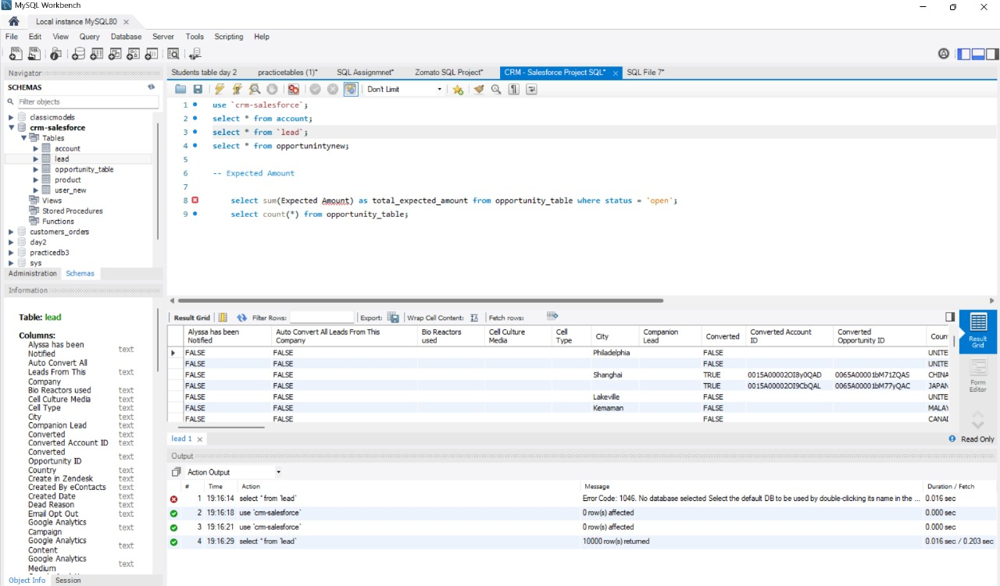 MySQL Workbench
Local instance MySQL80
File Edit View Query Database Server Tools Scripting Help
Navigator
SCHEMAS
Filter objects
classicmodels
crm-salesforce
Tables
account
lead
opportunity_table
product
user_new
Views
Stored Procedures
Functions
customers_orders
day2
practicedb3
sys
Administration Schemas
Information
Table: lead
Columns:
Alyssa has been
Notified text
Auto Convert All
Leads From This text
Company
Bio Reactors used text
Cell Culture Media text
Cell Type text
City text
Companion Lead text
Converted text
Converted Account ID text
Converted
Opportunity ID text
Country text
Create in Zendesk text
Created By eContacts text
Created Date text
Dead Reason text
Email Opt Out text
Google Analytics
Campaign text
Google Analytics
Content text
Google Analytics
Medium text
Object Info Session
Students table day 2 practicetables (1)* SQL Assignmnet* Zomato SQL Project* CRM - Salesforce Project SQL* SQL File 7*
Don't Limit
1 use `crm-salesforce`;
2 select * from account;
3 select * from `lead`;
4 select * from opportunintynew;
5
6 -- Expected Amount
7
8 select sum(Expected Amount) as total_expected_amount from opportunity_table where status = 'open';
9 select count(*) from opportunity_table;
Result Grid Filter Rows: Export: Wrap Cell Content: Fetch rows:
Alyssa has been Notified Auto Convert All Leads From This Company Bio Reactors used Cell Culture Media Cell Type City Companion Lead Converted Converted Account ID Converted Opportunity ID Coun
FALSE FALSE Philadelphia FALSE UNITE
FALSE FALSE FALSE UNITE
FALSE FALSE Shanghai TRUE 0015A00002OI8y0QAD 0065A00001bM71ZQAS CHINA
FALSE FALSE TRUE 0015A00002OI9CbQAL 0065A00001bM77yQAC JAPAN
FALSE FALSE Lakeville FALSE UNITE
FALSE FALSE Kemaman FALSE MALAY
FALSE FALSE FALSE CANAI
Result Grid
Form Editor
lead 1
Read Only
Output
Action Output
# Time Action Message Duration / Fetch
1 19:16:14 select * from `lead` Error Code: 1046. No database selected Select the default DB to be used by double-clicking its name in the ... 0.016 sec
2 19:16:18 use `crm-salesforce` 0 row(s) affected 0.000 sec
3 19:16:21 use `crm-salesforce` 0 row(s) affected 0.000 sec
4 19:16:29 select * from `lead` 10000 row(s) returned 0.016 sec / 0.203 sec